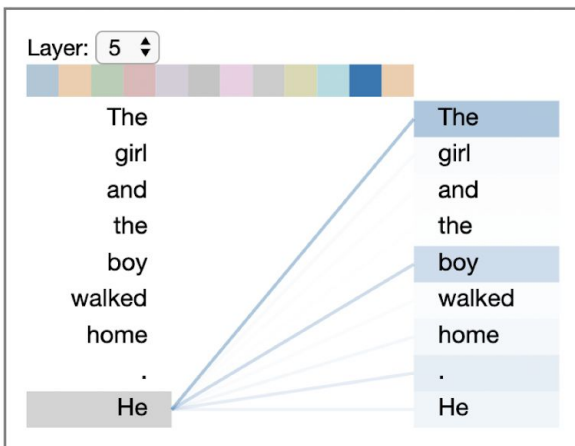 Layer: 5
The The
girl girl
and and
the the
boy boy
walked walked
home home
. .
He He